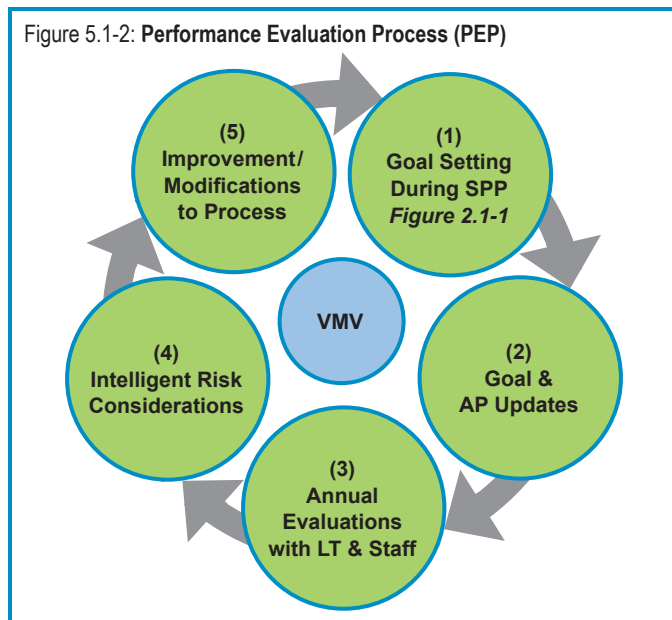 Figure 5.1-2: Performance Evaluation Process (PEP)
(1)
Goal Setting
During SPP
Figure 2.1-1
(2)
Goal &
AP Updates
(3)
Annual
Evaluations
with LT & Staff
(4)
Intelligent Risk
Considerations
(5)
Improvement/
Modifications
to Process
VMV